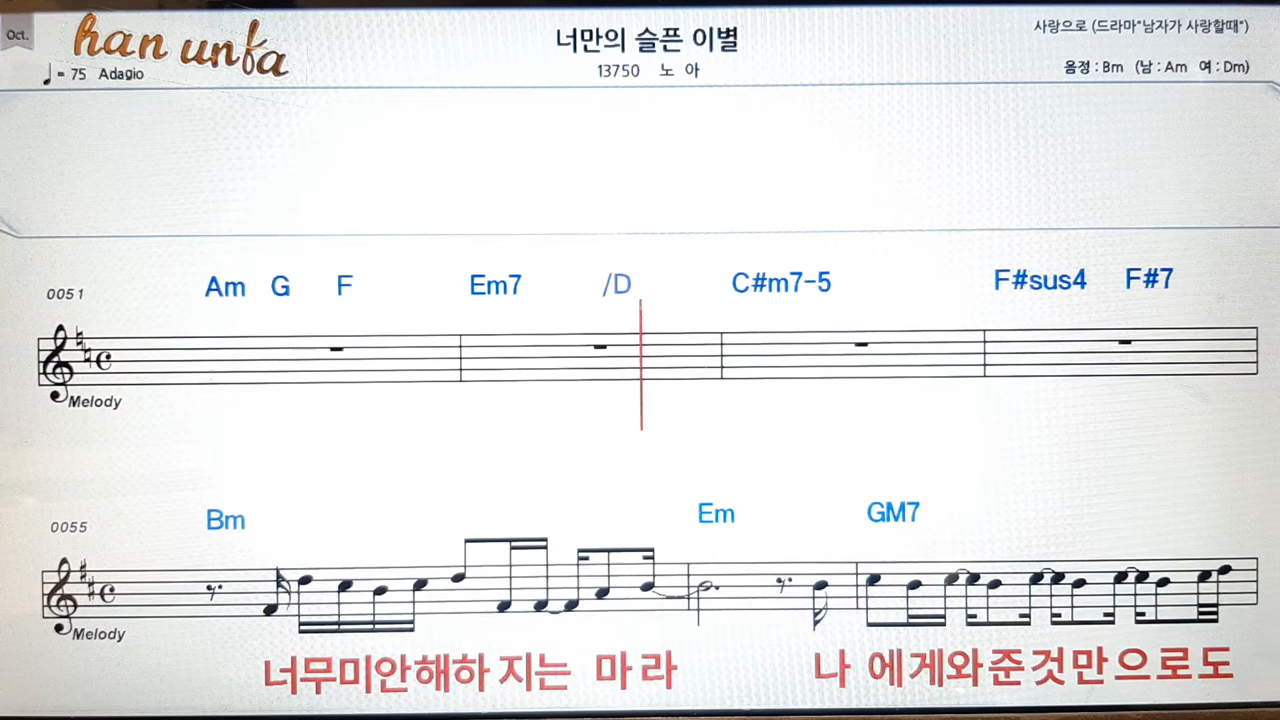 Oct.
han unfa
너만의 슬픈 이별
사랑으로 (드라마"남자가 사랑할때")
♩= 75 Adagio
13750 노 아
음정 : Bm (남 : Am 여 : Dm)
0051 Am G F Em7 /D C#m7-5 F#sus4 F#7
Melody
0055 Bm Em GM7
Melody
너무미안해하 지는 마 라 나 에게와준것만으로도